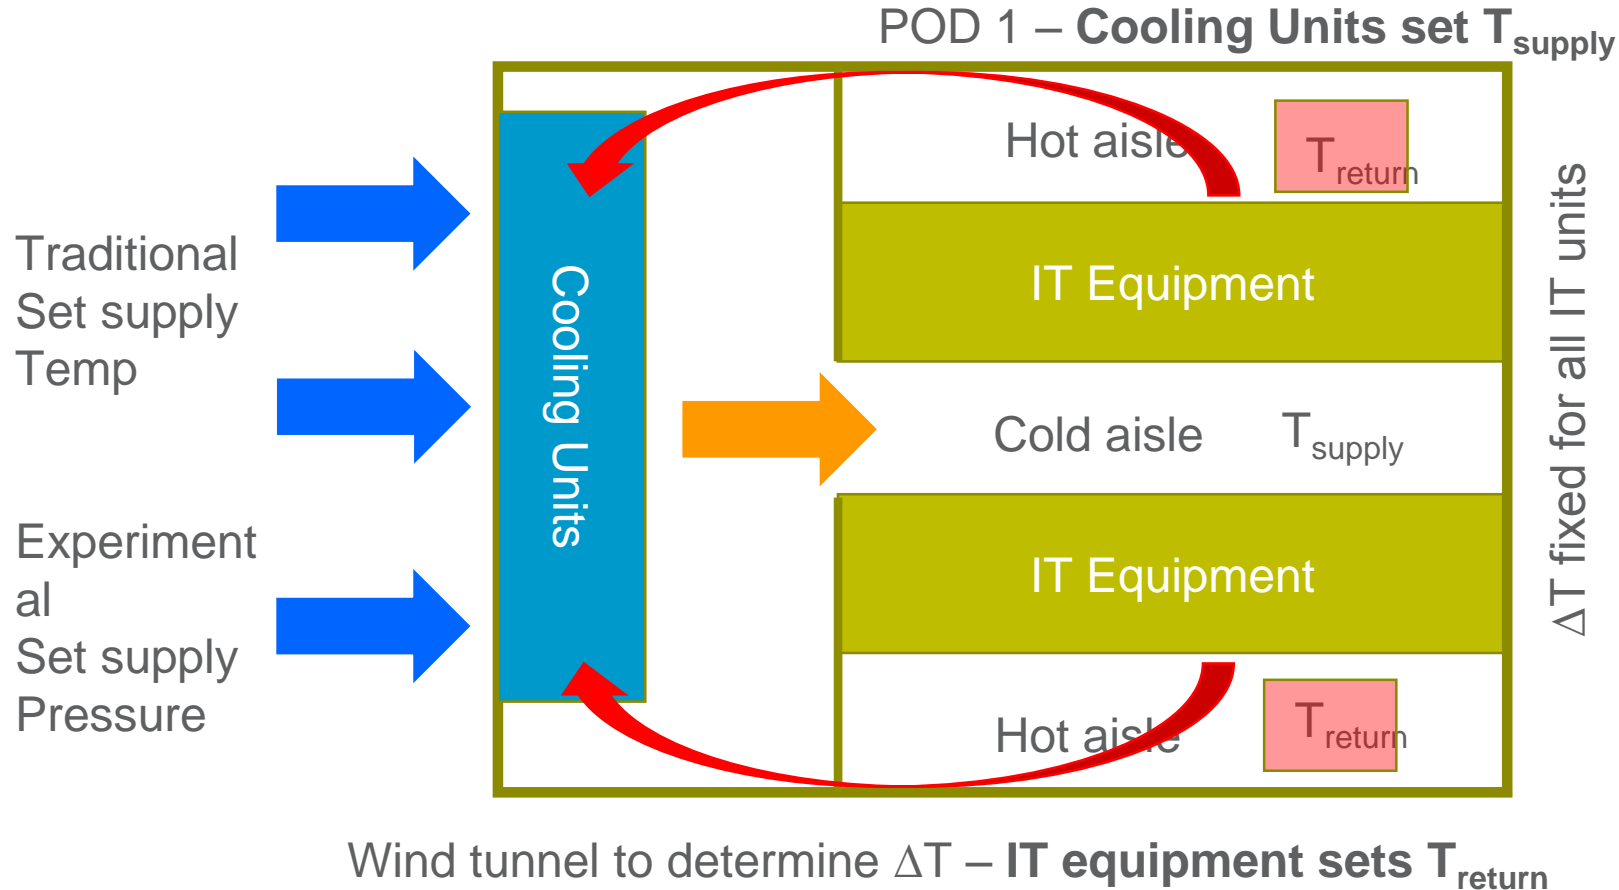 POD 1 – Cooling Units set Tsupply
Hot aisle
Treturn
Traditional
Set supply
Temp
Cooling Units
IT Equipment
Cold aisle
Tsupply
ΔT fixed for all IT units
Experiment
al
Set supply
Pressure
IT Equipment
Hot aisle
Treturn
Wind tunnel to determine ΔT – IT equipment sets Treturn